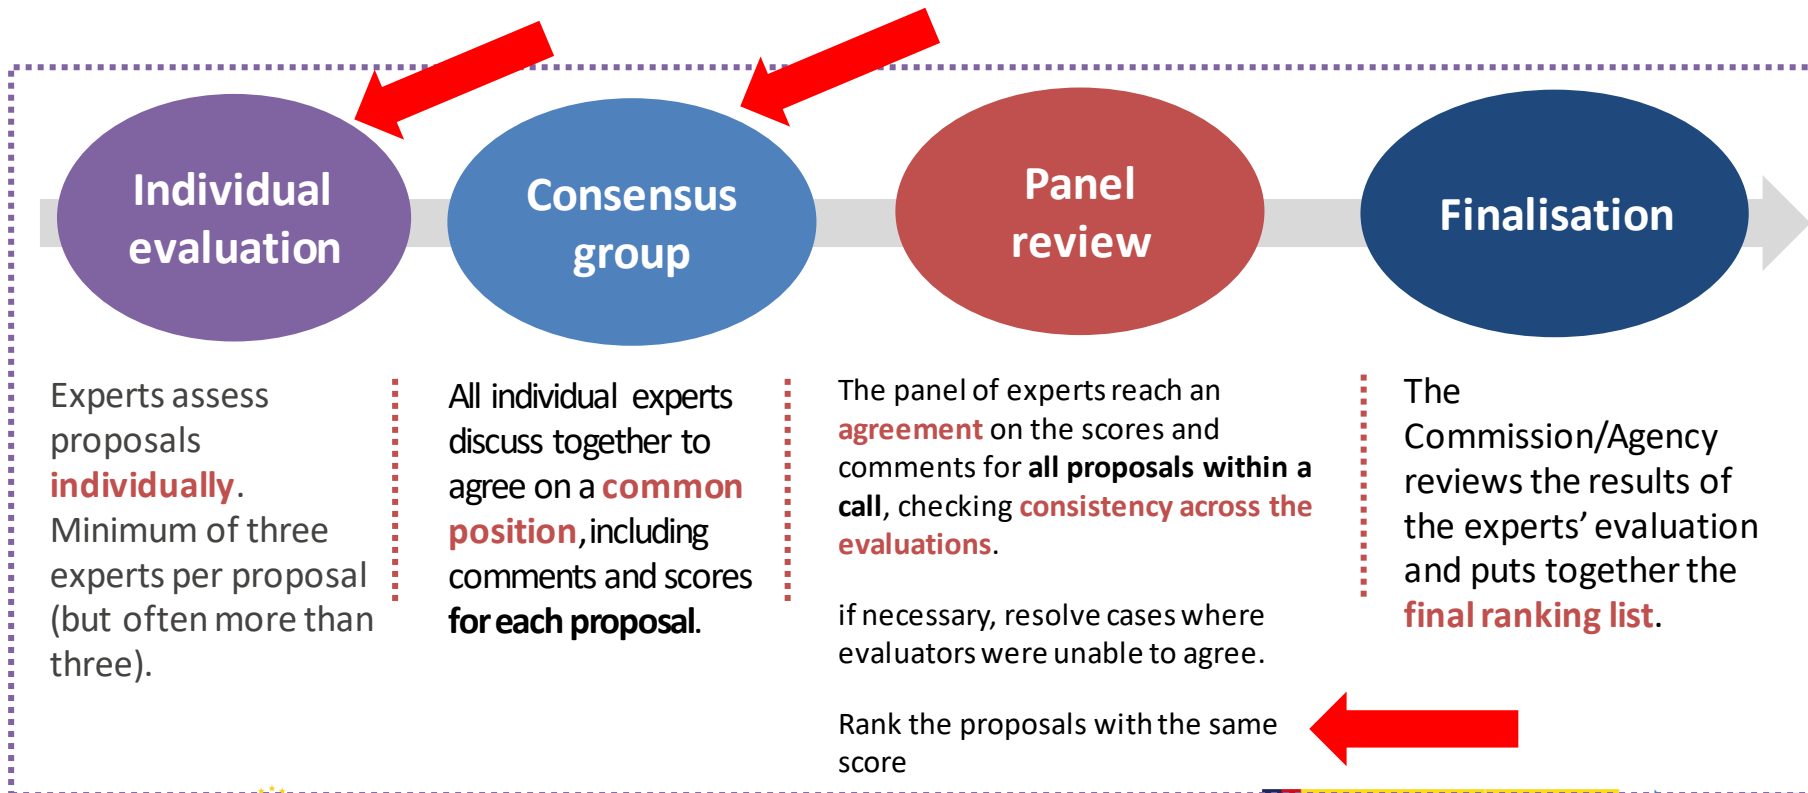 Individual
evaluation
Consensus
group
Panel
review
Finalisation
Experts assess
proposals
individually.
Minimum of three
experts per proposal
(but often more than
three).
All individual experts
discuss together to
agree on a common
position, including
comments and scores
for each proposal.
The panel of experts reach an
agreement on the scores and
comments for all proposals within a
call, checking consistency across the
evaluations.
if necessary, resolve cases where
evaluators were unable to agree.
Rank the proposals with the same
score
The
Commission/Agency
reviews the results of
the experts’ evaluation
and puts together the
final ranking list.